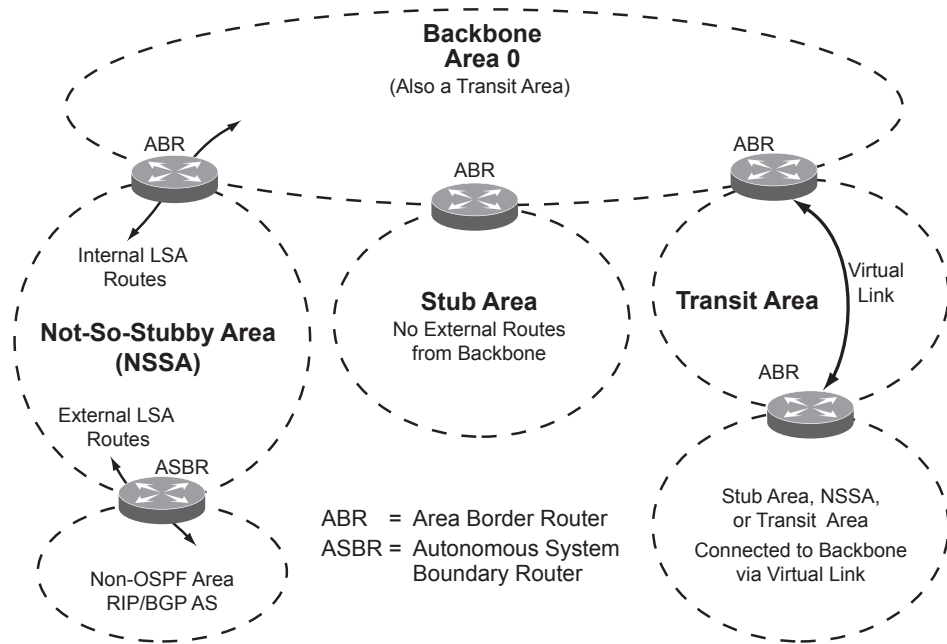 Backbone
Area 0
(Also a Transit Area)
ABR
ABR
ABR
Internal LSA
Routes
Not-So-Stubby Area
(NSSA)
Stub Area
No External Routes
from Backbone
Transit Area
Virtual
Link
ABR
External LSA
Routes
ASBR
Non-OSPF Area
RIP/BGP AS
ABR = Area Border Router
ASBR = Autonomous System
Boundary Router
Stub Area, NSSA,
or Transit Area
Connected to Backbone
via Virtual Link